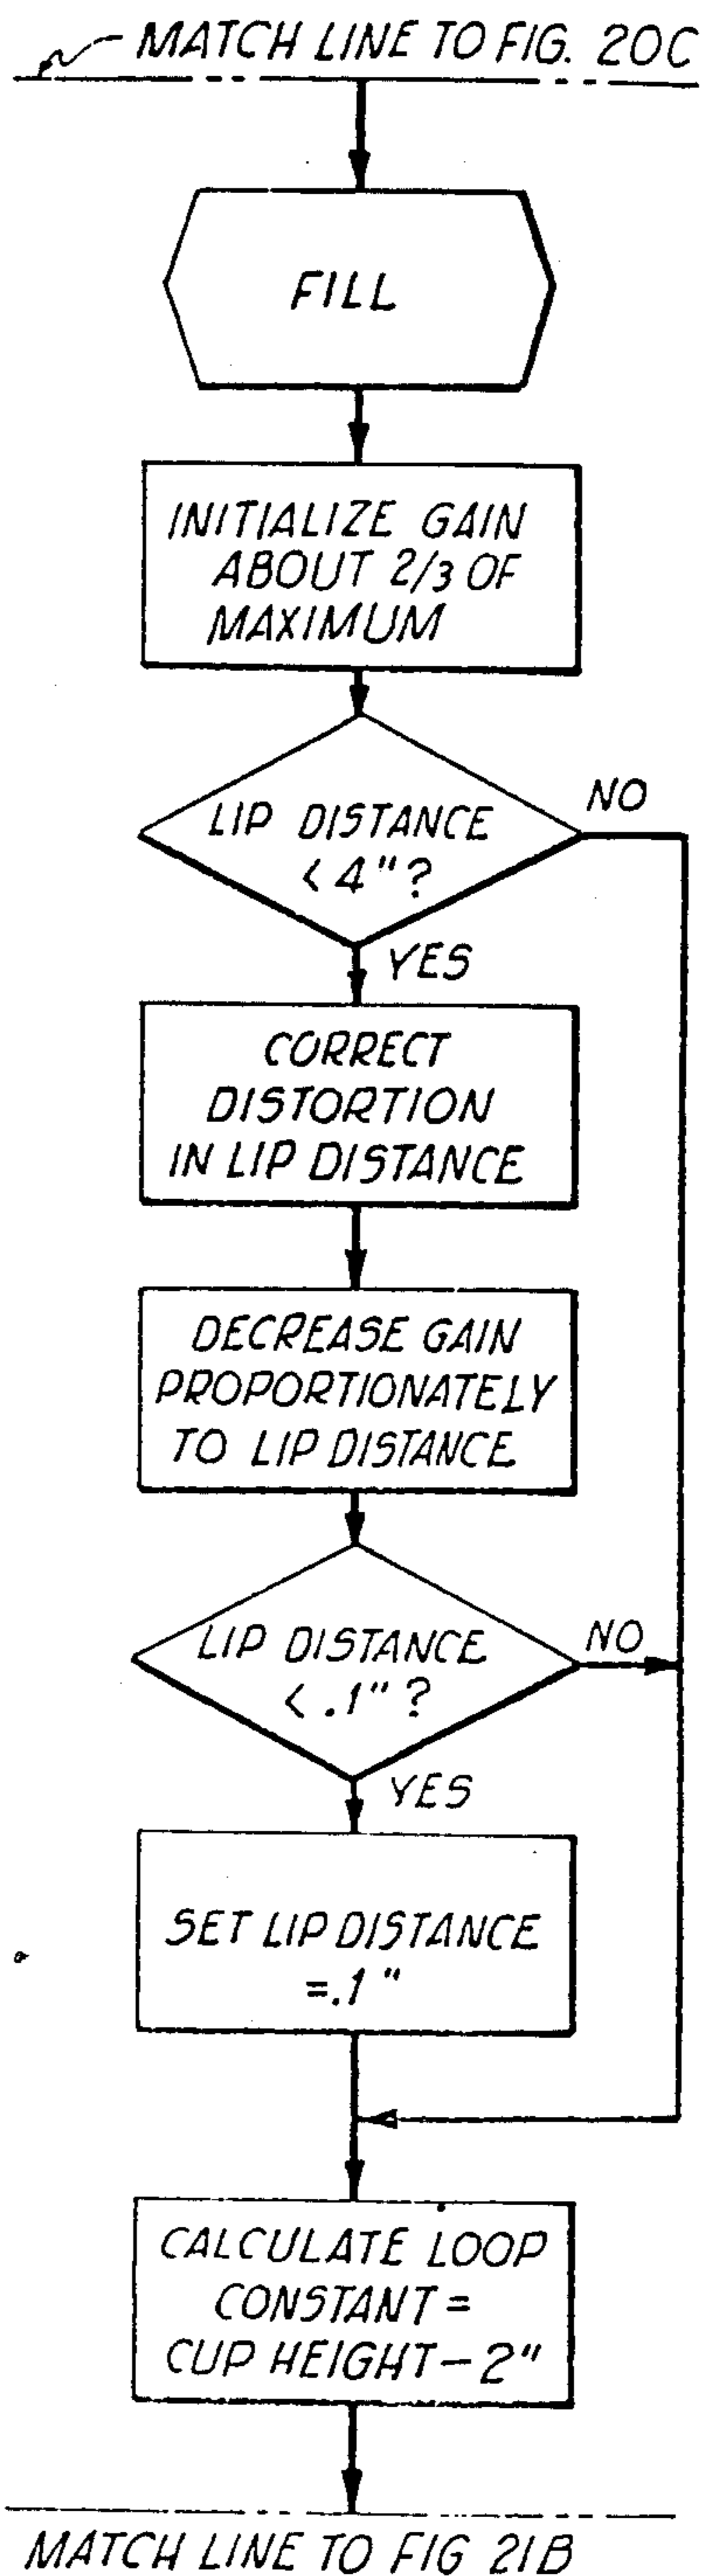 MATCH LINE TO FIG. 20C
FILL
INITIALIZE GAIN
ABOUT 2/3 OF
MAXIMUM
LIP DISTANCE
< 4"?
NO
YES
CORRECT
DISTORTION
IN LIP DISTANCE
DECREASE GAIN
PROPORTIONATELY
TO LIP DISTANCE
LIP DISTANCE
< .1"?
NO
YES
SET LIP DISTANCE
=.1"
CALCULATE LOOP
CONSTANT =
CUP HEIGHT - 2"
MATCH LINE TO FIG 21B